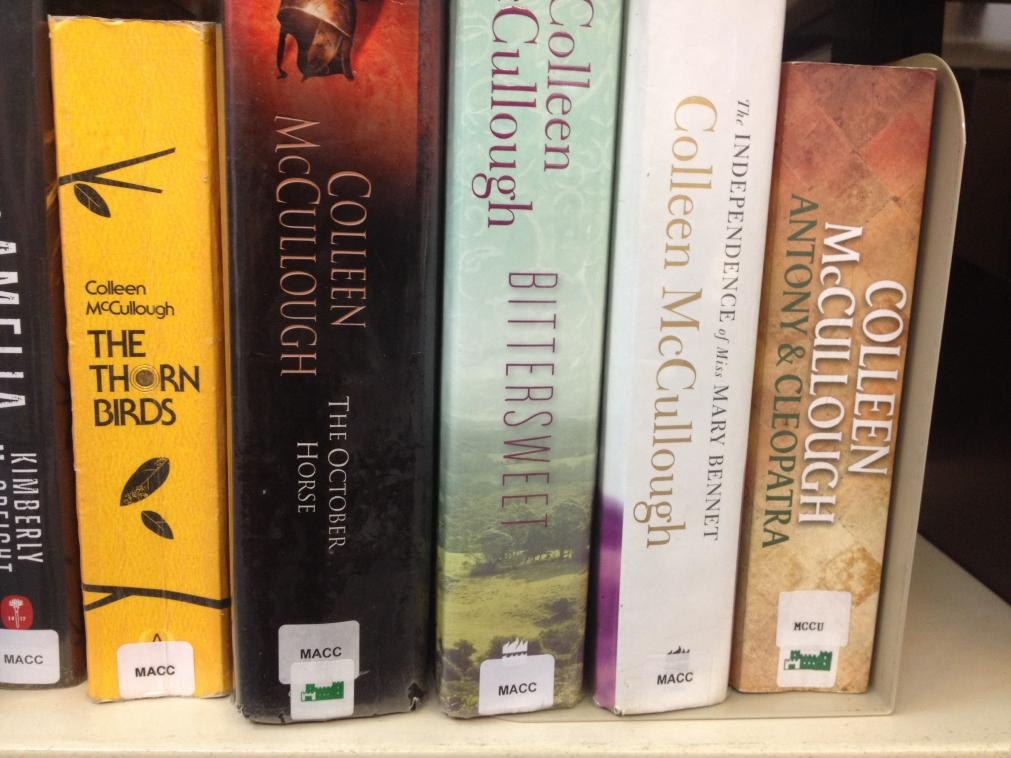 KIMBERLY
MACC
Colleen
McCullough
THE
THORN
BIRDS
MACC
COLLEEN
McCULLOUGH
THE OCTOBER
HORSE
MACC
Colleen
McCullough
BITTERSWEET
MACC
The INDEPENDENCE of Miss MARY BENNET
Colleen McCullough
MACC
COLLEEN
McCULLOUGH
ANTONY & CLEOPATRA
MCCU